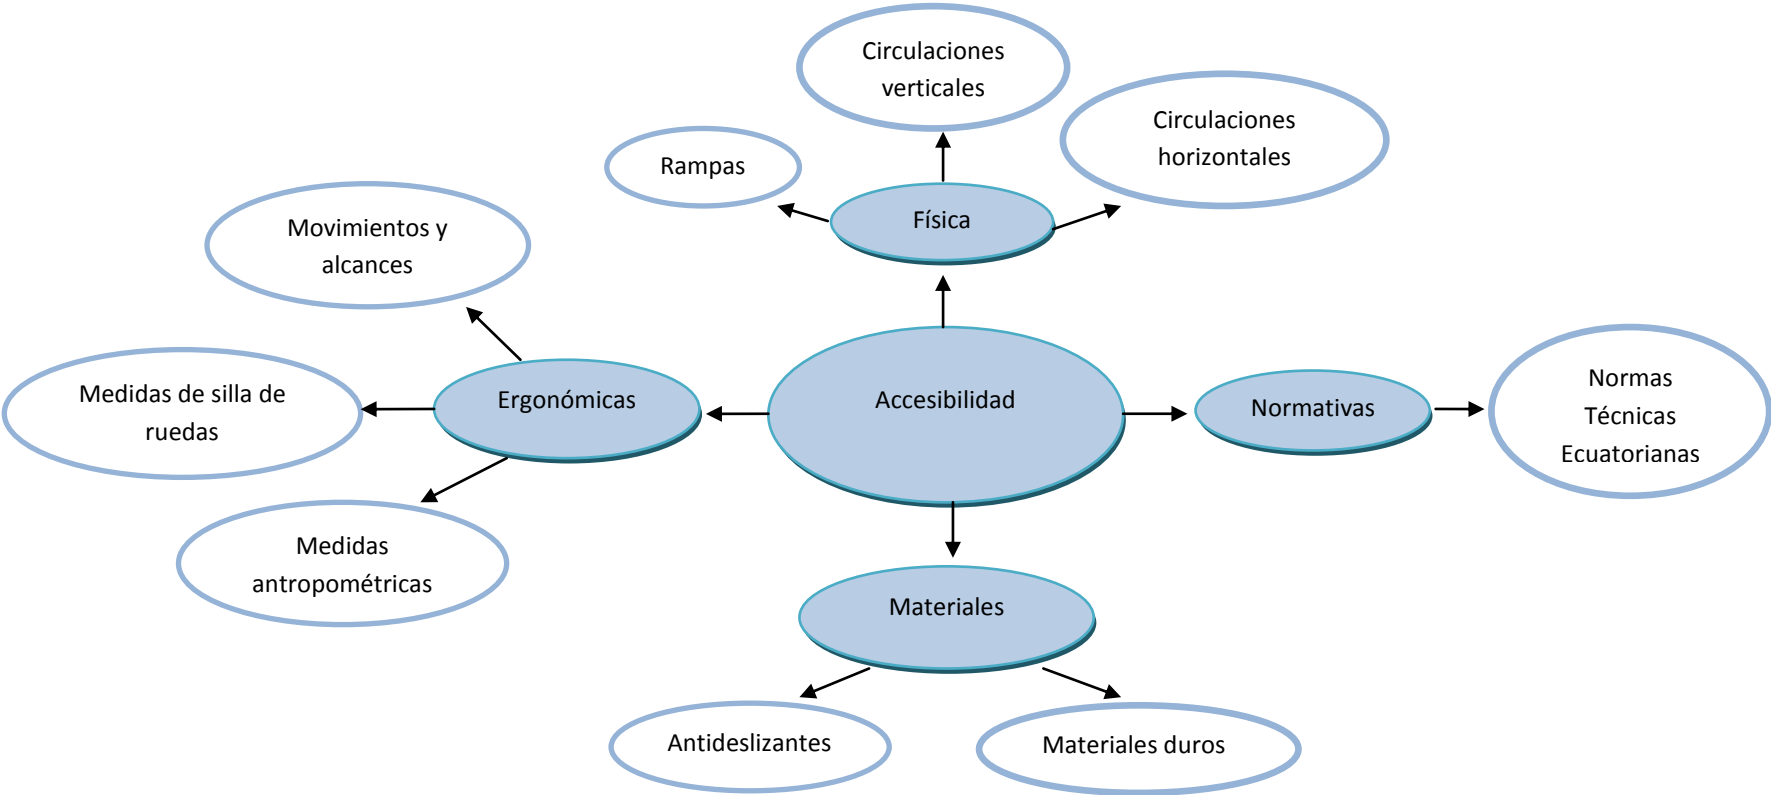 Circulaciones
verticales
Circulaciones
horizontales
Rampas
Física
Movimientos y
alcances
Medidas de silla de
ruedas
Ergonómicas
Accesibilidad
Normativas
Normas
Técnicas
Ecuatorianas
Medidas
antropométricas
Materiales
Antideslizantes
Materiales duros